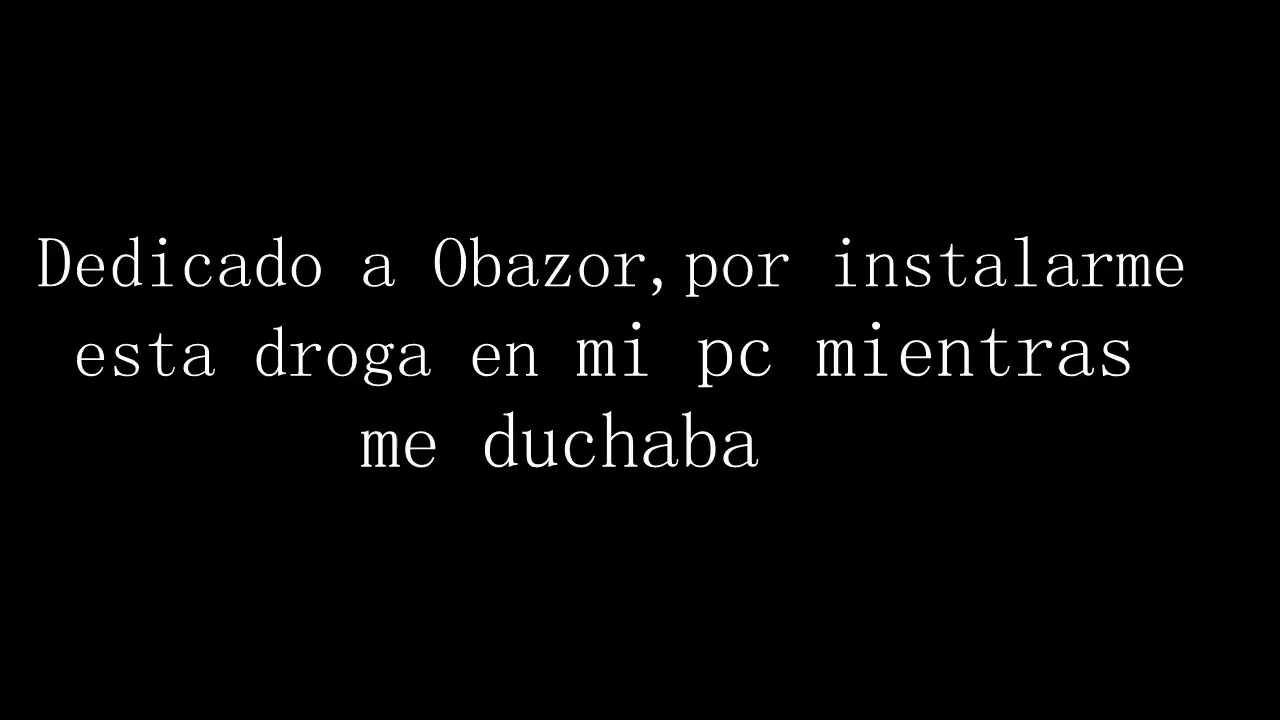 Dedicado a Obazor,por instalarme
esta droga en mi pc mientras
me duchaba